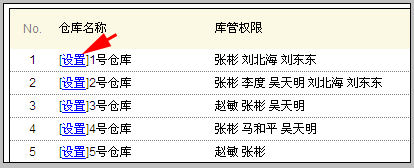 No. 仓库名称 库管权限
1 [设置]1号仓库 张彬 刘北海 刘东东
2 [设置]2号仓库 张彬 李度 吴天明 刘北海 刘东东
3 [设置]3号仓库 赵敏 张彬 吴天明
4 [设置]4号仓库 张彬 马和平 吴天明
5 [设置]5号仓库 赵敏 张彬